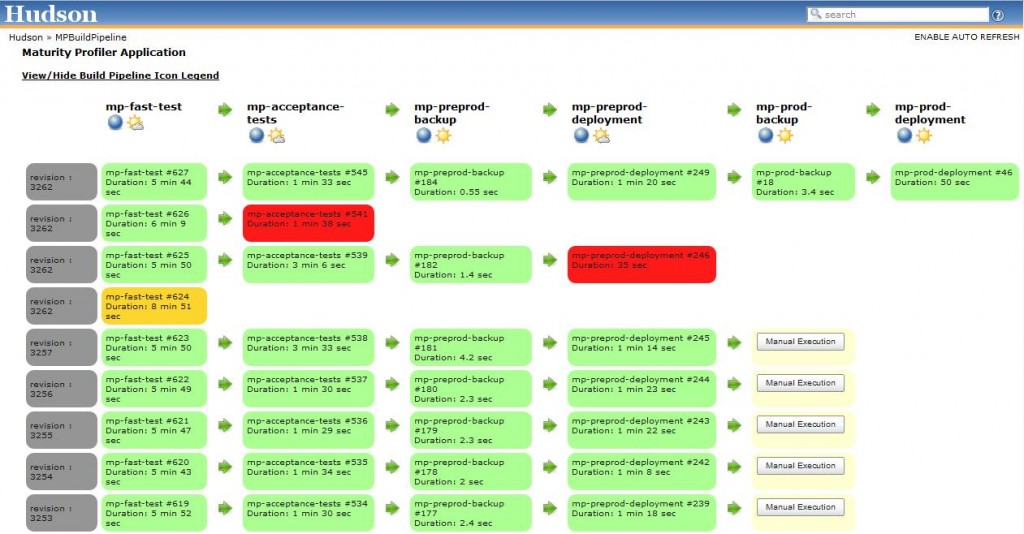 Hudson
search
Hudson » MPBuildPipeline
ENABLE AUTO REFRESH
Maturity Profiler Application
View/Hide Build Pipeline Icon Legend
mp-fast-test
mp-acceptance-
tests
mp-preprod-
backup
mp-preprod-
deployment
mp-prod-
backup
mp-prod-
deployment
revision :
3262
mp-fast-test #627
Duration: 5 min 44
sec
mp-acceptance-tests #545
Duration: 1 min 33 sec
mp-preprod-backup
#184
Duration: 0.55 sec
mp-preprod-deployment #249
Duration: 1 min 20 sec
mp-prod-backup
#18
Duration: 3.4 sec
mp-prod-deployment #46
Duration: 50 sec
revision :
3262
mp-fast-test #626
Duration: 6 min 9
sec
mp-acceptance-tests #541
Duration: 1 min 38 sec
revision :
3262
mp-fast-test #625
Duration: 5 min 50
sec
mp-acceptance-tests #539
Duration: 3 min 6 sec
mp-preprod-backup
#182
Duration: 1.4 sec
mp-preprod-deployment #246
Duration: 35 sec
revision :
3262
mp-fast-test #624
Duration: 8 min 51
sec
revision :
3257
mp-fast-test #623
Duration: 5 min 50
sec
mp-acceptance-tests #538
Duration: 3 min 33 sec
mp-preprod-backup
#181
Duration: 4.2 sec
mp-preprod-deployment #245
Duration: 1 min 14 sec
Manual Execution
revision :
3256
mp-fast-test #622
Duration: 5 min 49
sec
mp-acceptance-tests #537
Duration: 1 min 30 sec
mp-preprod-backup
#180
Duration: 2.3 sec
mp-preprod-deployment #244
Duration: 1 min 23 sec
Manual Execution
revision :
3255
mp-fast-test #621
Duration: 5 min 47
sec
mp-acceptance-tests #536
Duration: 1 min 29 sec
mp-preprod-backup
#179
Duration: 2.3 sec
mp-preprod-deployment #243
Duration: 1 min 22 sec
Manual Execution
revision :
3254
mp-fast-test #620
Duration: 5 min 43
sec
mp-acceptance-tests #535
Duration: 1 min 34 sec
mp-preprod-backup
#178
Duration: 2 sec
mp-preprod-deployment #242
Duration: 1 min 8 sec
Manual Execution
revision :
3253
mp-fast-test #619
Duration: 5 min 52
sec
mp-acceptance-tests #534
Duration: 1 min 30 sec
mp-preprod-backup
#177
Duration: 2.4 sec
mp-preprod-deployment #239
Duration: 1 min 18 sec
Manual Execution